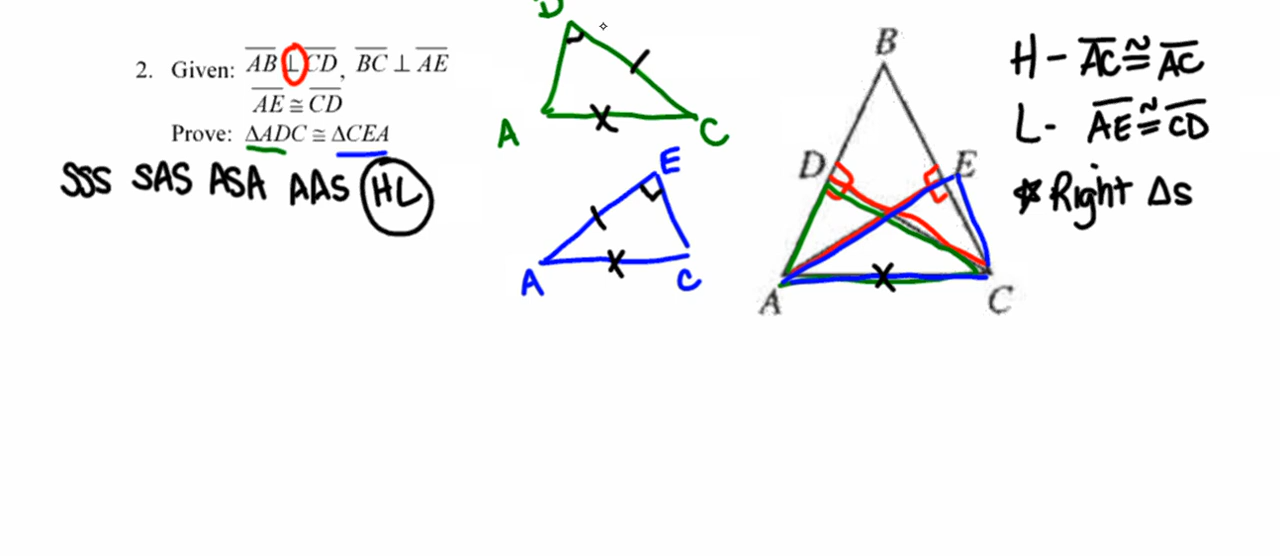 2. Given: AB ⊥ CD, BC ⊥ AE
AE ≅ CD
Prove: ΔADC ≅ ΔCEA
SSS SAS ASA AAS HL
D
A
C
E
A
C
B
D
E
A
C
H - AC ≅ AC
L- AE ≅ CD
* Right Δs